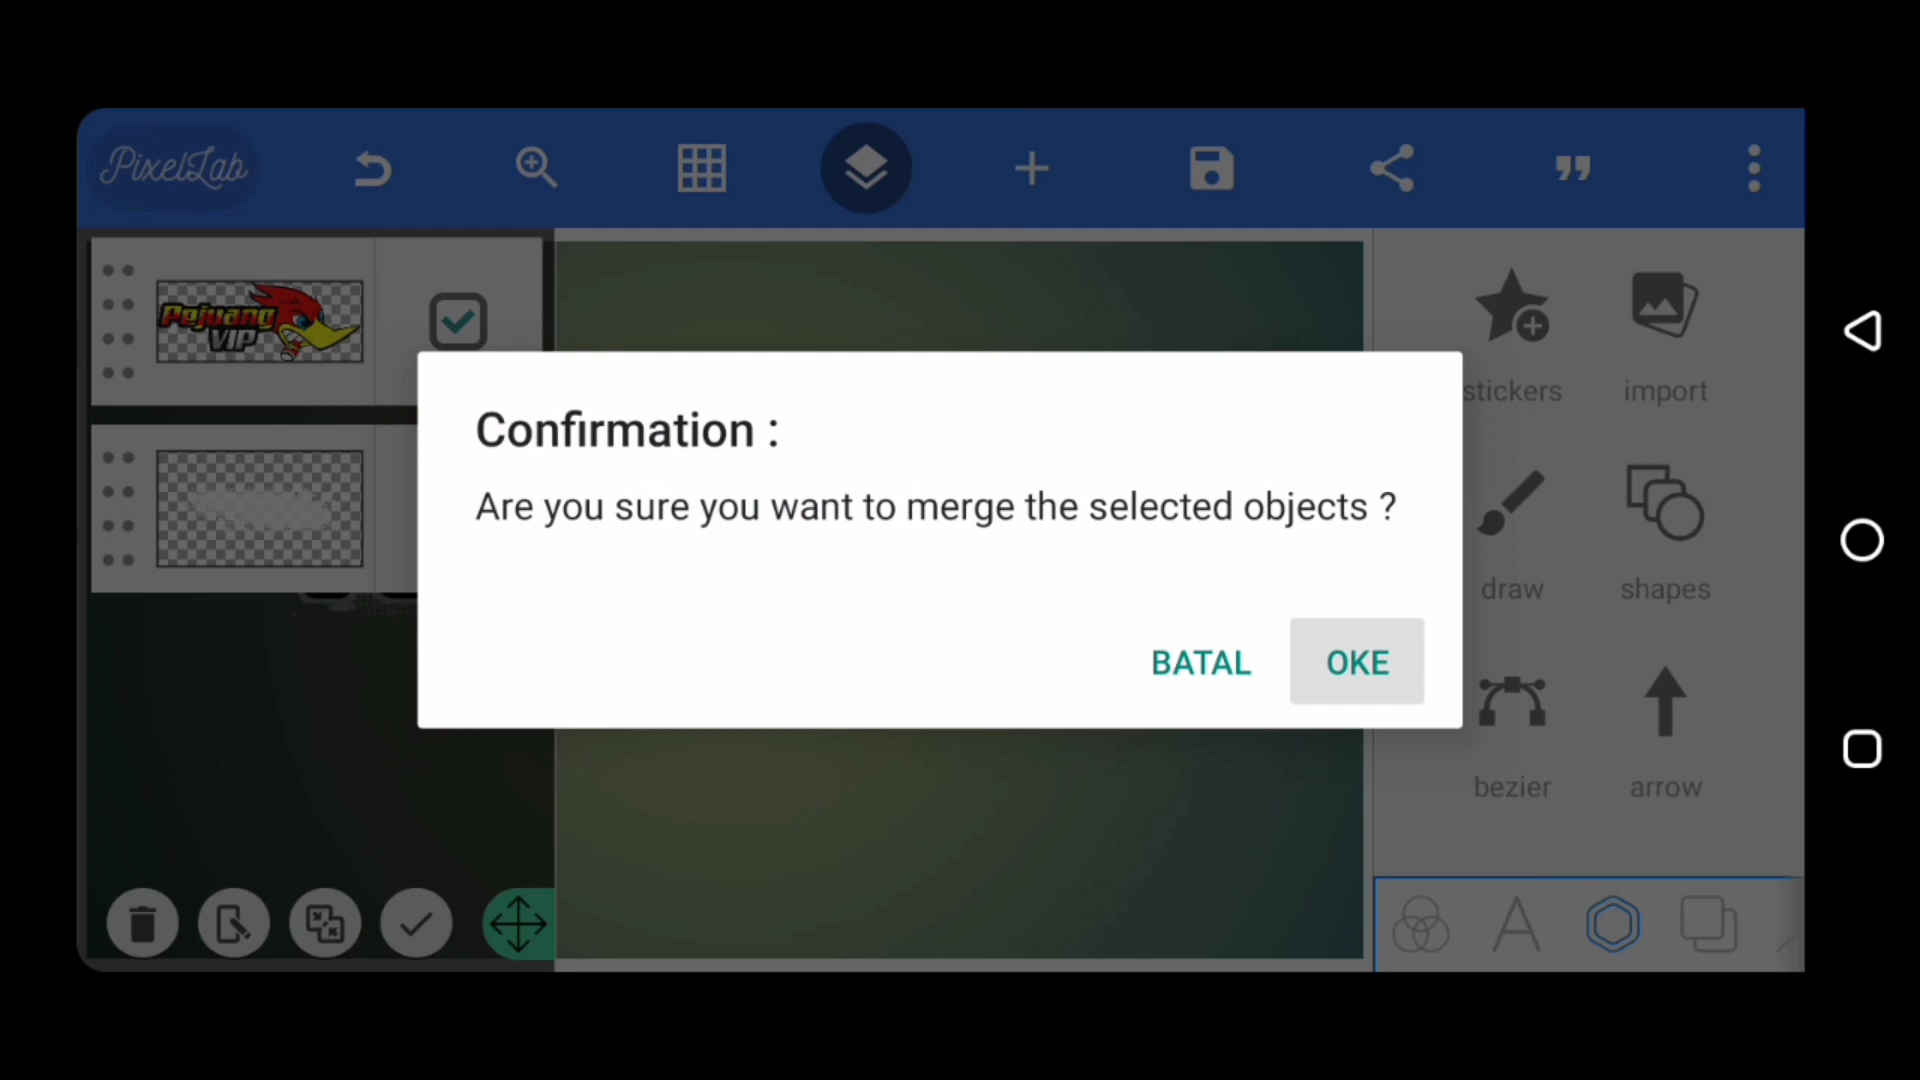 PixelLab
Pejuang
VIP
stickers
import
Confirmation :
Are you sure you want to merge the selected objects ?
draw
shapes
BATAL
OKE
bezier
arrow